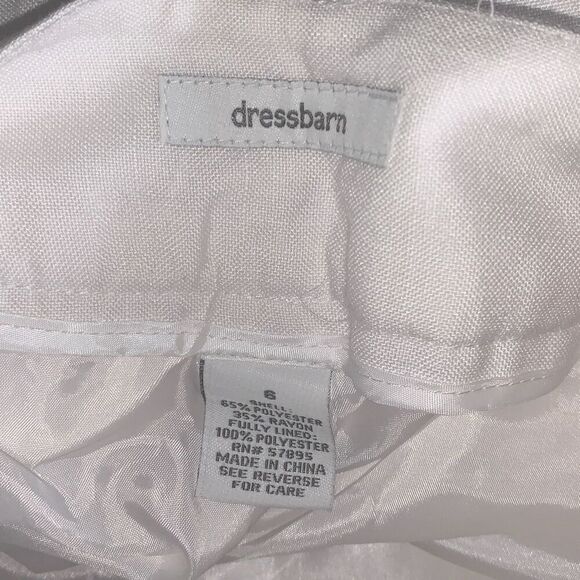 dressbarn
6
SHELL:
65% POLYESTER
35% RAYON
FULLY LINED:
100% POLYESTER
RN# 57895
MADE IN CHINA
SEE REVERSE
FOR CARE